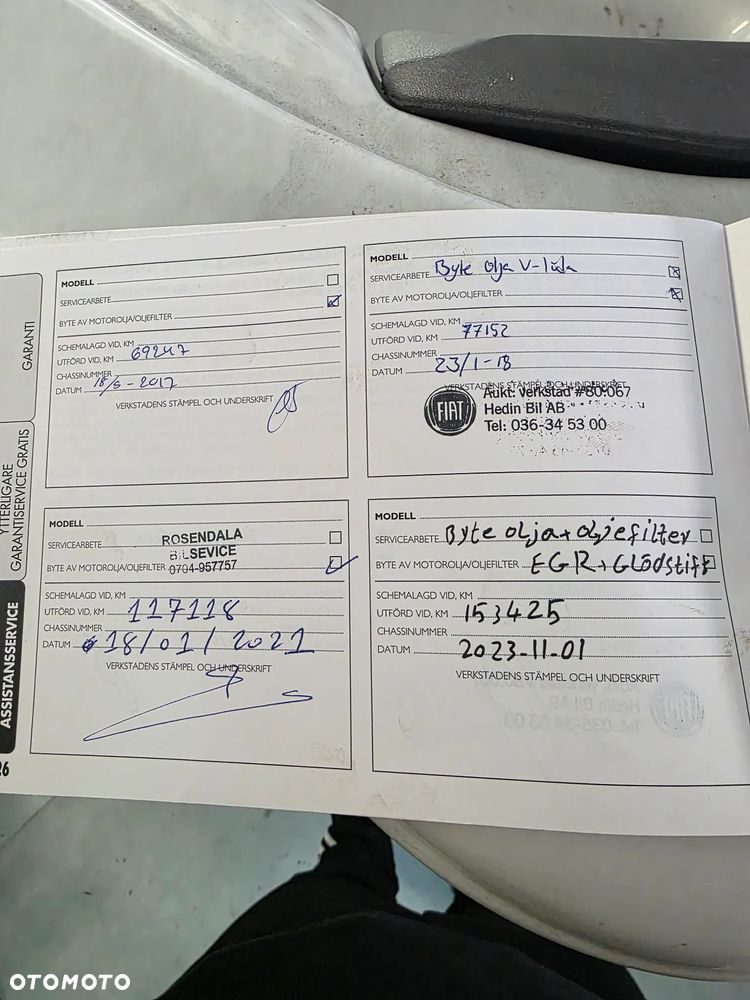 GARANTI
YTTERLIGARE
GARANTISERVICE GRATIS
ASSISTANSSERVICE
26
MODELL
SERVICEARBETE
BYTE AV MOTOROLJA/OLJEFILTER
SCHEMALAGD VID, KM
UTFÖRD VID, KM 69247
CHASSINUMMER
DATUM 18/5-2017
VERKSTADENS STÄMPEL OCH UNDERSKRIFT
MODELL
SERVICEARBETE Byte olja V-låda
BYTE AV MOTOROLJA/OLJEFILTER
SCHEMALAGD VID, KM
UTFÖRD VID, KM 77152
CHASSINUMMER
DATUM 23/1-18
VERKSTADENS STÄMPEL OCH UNDERSKRIFT
FIAT
Aukt: Verkstad #80.067
Hedin Bil AB
Tel: 036-34 53 00
MODELL
SERVICEARBETE
ROSENDALA
BILSEVICE
BYTE AV MOTOROLJA/OLJEFILTER 0704-957757
SCHEMALAGD VID, KM
UTFÖRD VID, KM 117118
CHASSINUMMER
DATUM 18/01/2021
VERKSTADENS STÄMPEL OCH UNDERSKRIFT
MODELL
SERVICEARBETE Byte olja+oljefilter
BYTE AV MOTOROLJA/OLJEFILTER EGR+Glödstift
SCHEMALAGD VID, KM
UTFÖRD VID, KM 153425
CHASSINUMMER
DATUM 2023-11-01
VERKSTADENS STÄMPEL OCH UNDERSKRIFT
OTOMOTO